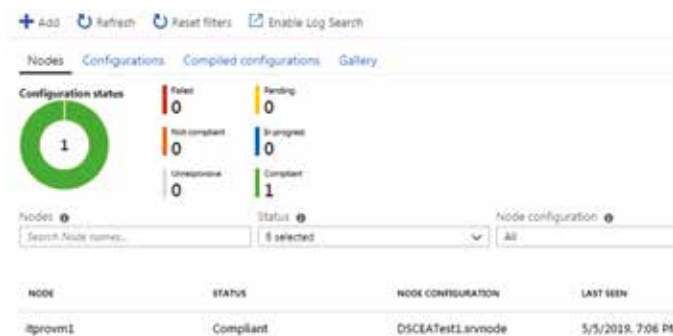 Add Refresh Reset filters Enable Log Search
Nodes Configurations Compiled configurations Gallery
Configuration status
1
Failed
0
Pending
0
Not compliant
0
In progress
0
Unresponsive
0
Compliant
1
Nodes
Status
Node configuration
Search Node names...
6 selected
All
NODE STATUS NODE CONFIGURATION LAST SEEN
itprovm1 Compliant DSCEATest1.srvnode 5/5/2019, 7:06 PM